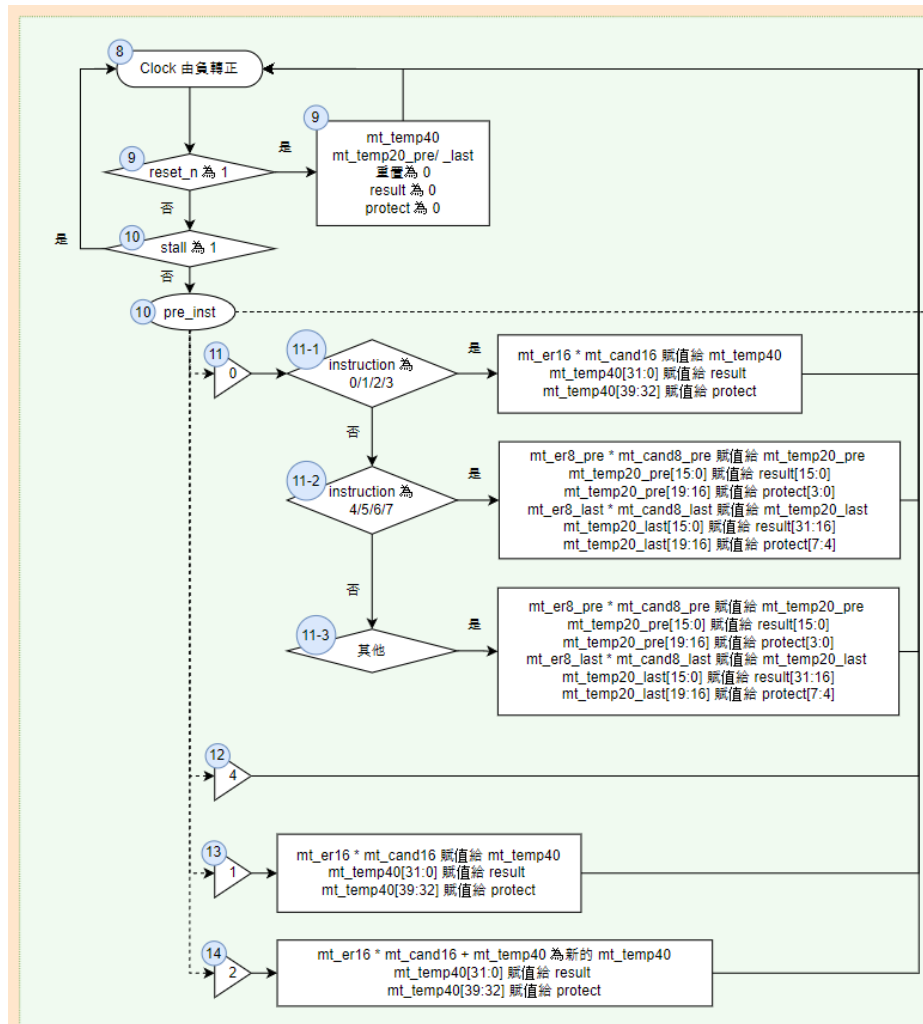 8
Clock 由負轉正
9
reset_n 為 1
是
9
mt_temp40
mt_temp20_pre/ _last
重置為 0
result 為 0
protect 為 0
否
是
10
stall 為 1
否
10
pre_inst
11
0
11-1
instruction 為
0/1/2/3
是
mt_er16 * mt_cand16 賦值給 mt_temp40
mt_temp40[31:0] 賦值給 result
mt_temp40[39:32] 賦值給 protect
否
11-2
instruction 為
4/5/6/7
是
mt_er8_pre * mt_cand8_pre 賦值給 mt_temp20_pre
mt_temp20_pre[15:0] 賦值給 result[15:0]
mt_temp20_pre[19:16] 賦值給 protect[3:0]
mt_er8_last * mt_cand8_last 賦值給 mt_temp20_last
mt_temp20_last[15:0] 賦值給 result[31:16]
mt_temp20_last[19:16] 賦值給 protect[7:4]
否
11-3
其他
是
mt_er8_pre * mt_cand8_pre 賦值給 mt_temp20_pre
mt_temp20_pre[15:0] 賦值給 result[15:0]
mt_temp20_pre[19:16] 賦值給 protect[3:0]
mt_er8_last * mt_cand8_last 賦值給 mt_temp20_last
mt_temp20_last[15:0] 賦值給 result[31:16]
mt_temp20_last[19:16] 賦值給 protect[7:4]
12
4
13
1
mt_er16 * mt_cand16 賦值給 mt_temp40
mt_temp40[31:0] 賦值給 result
mt_temp40[39:32] 賦值給 protect
14
2
mt_er16 * mt_cand16 + mt_temp40 為新的 mt_temp40
mt_temp40[31:0] 賦值給 result
mt_temp40[39:32] 賦值給 protect